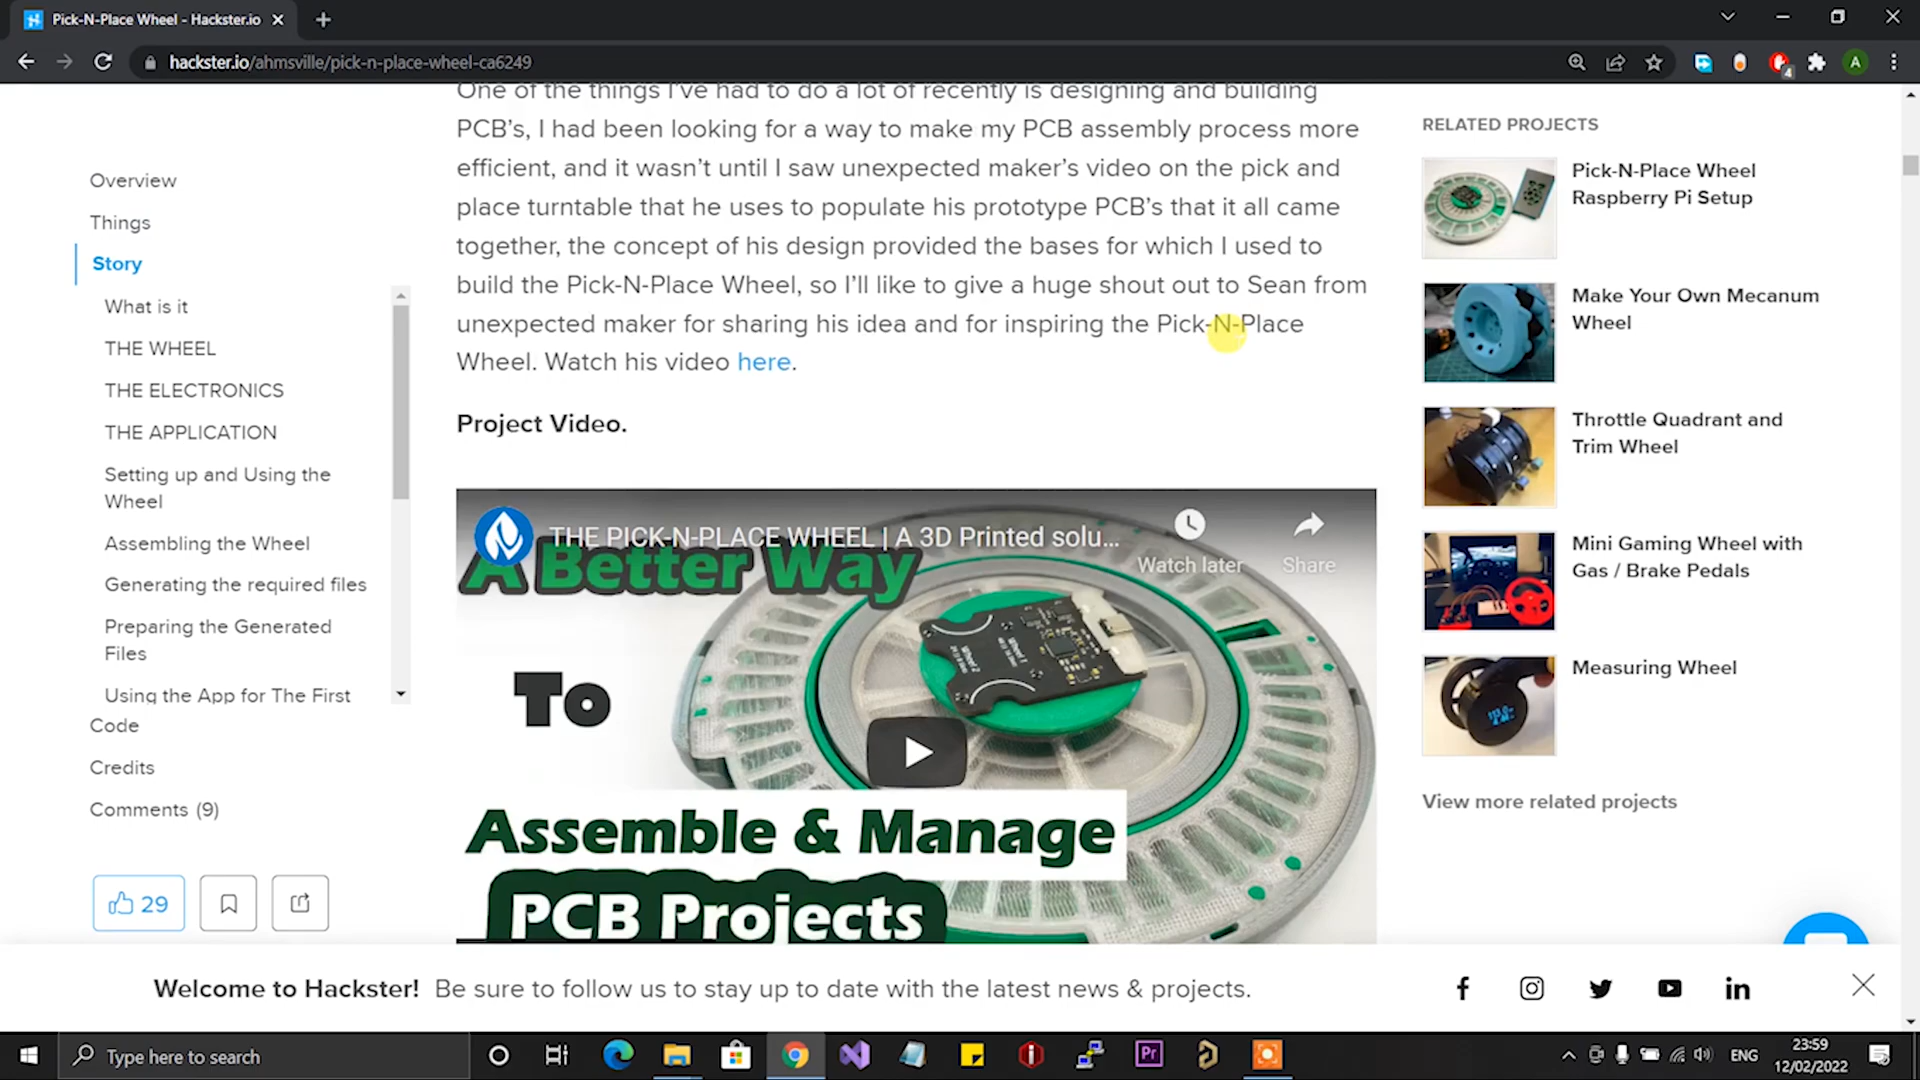 Pick-N-Place Wheel - Hackster.io
hackster.io/ahmsville/pick-n-place-wheel-ca6249
A
4
Overview
Things
Story
What is it
THE WHEEL
THE ELECTRONICS
THE APPLICATION
Setting up and Using the
Wheel
Assembling the Wheel
Generating the required files
Preparing the Generated
Files
Using the App for The First
Code
Credits
Comments (9)
29
One of the things I've had to do a lot of recently is designing and building
PCB's, I had been looking for a way to make my PCB assembly process more
efficient, and it wasn't until I saw unexpected maker's video on the pick and
place turntable that he uses to populate his prototype PCB's that it all came
together, the concept of his design provided the bases for which I used to
build the Pick-N-Place Wheel, so I'll like to give a huge shout out to Sean from
unexpected maker for sharing his idea and for inspiring the Pick-N-Place
Wheel. Watch his video here.
Project Video.
THE PICK-N-PLACE WHEEL | A 3D Printed solu...
Watch later
Share
A Better Way
To
Wheel 1
Wheel 2
Assemble & Manage
PCB Projects
RELATED PROJECTS
Pick-N-Place Wheel
Raspberry Pi Setup
Make Your Own Mecanum
Wheel
Throttle Quadrant and
Trim Wheel
Mini Gaming Wheel with
Gas / Brake Pedals
Measuring Wheel
View more related projects
Welcome to Hackster! Be sure to follow us to stay up to date with the latest news & projects.
Type here to search
Pr
ENG
23:59
12/02/2022